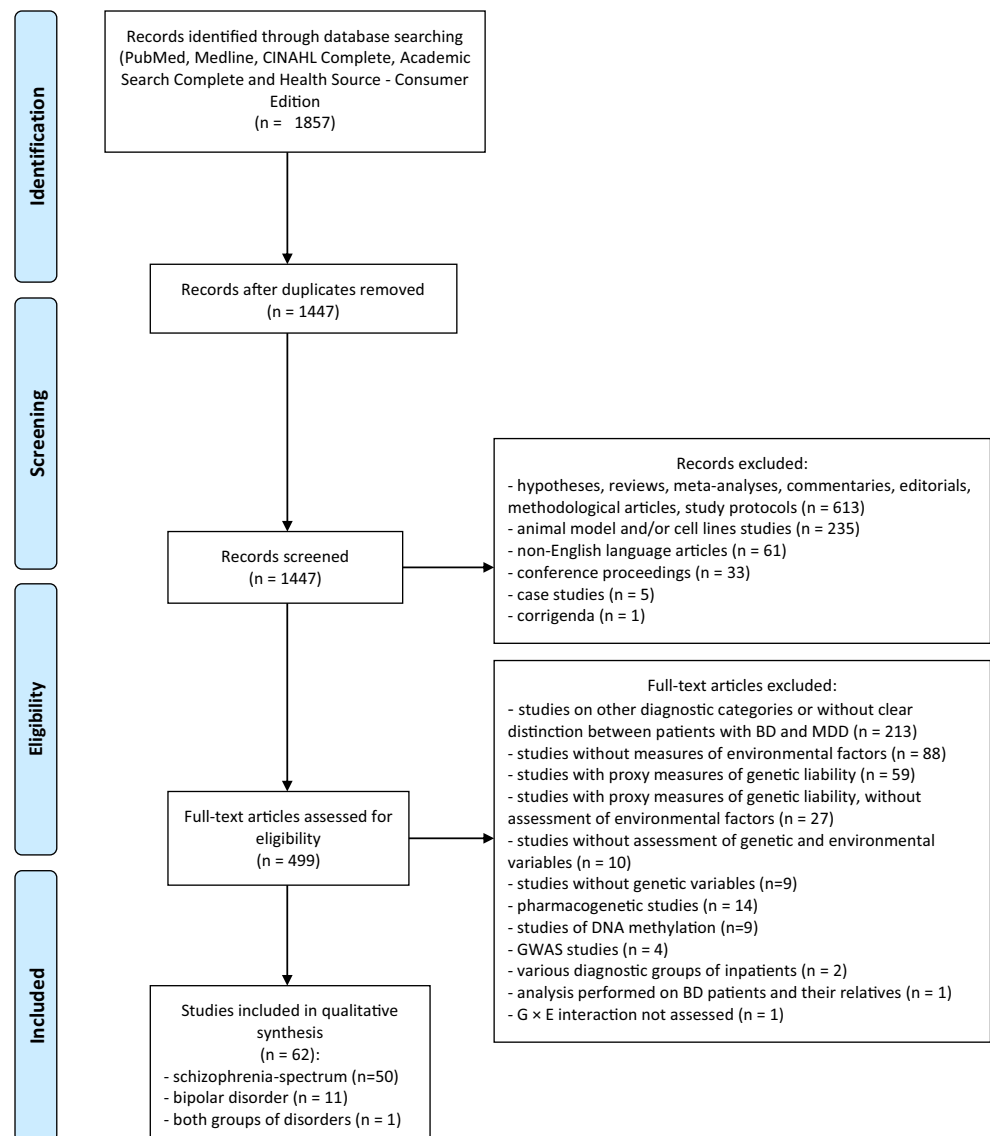 Identification
Records identified through database searching
(PubMed, Medline, CINAHL Complete, Academic
Search Complete and Health Source - Consumer
Edition
(n = 1857)
Records after duplicates removed
(n = 1447)
Screening
Records screened
(n = 1447)
Records excluded:
- hypotheses, reviews, meta-analyses, commentaries, editorials,
methodological articles, study protocols (n = 613)
- animal model and/or cell lines studies (n = 235)
- non-English language articles (n = 61)
- conference proceedings (n = 33)
- case studies (n = 5)
- corrigenda (n = 1)
Eligibility
Full-text articles assessed for
eligibility
(n = 499)
Full-text articles excluded:
- studies on other diagnostic categories or without clear
distinction between patients with BD and MDD (n = 213)
- studies without measures of environmental factors (n = 88)
- studies with proxy measures of genetic liability (n = 59)
- studies with proxy measures of genetic liability, without
assessment of environmental factors (n = 27)
- studies without assessment of genetic and environmental
variables (n = 10)
- studies without genetic variables (n=9)
- pharmacogenetic studies (n = 14)
- studies of DNA methylation (n=9)
- GWAS studies (n = 4)
- various diagnostic groups of inpatients (n = 2)
- analysis performed on BD patients and their relatives (n = 1)
- G × E interaction not assessed (n = 1)
Included
Studies included in qualitative
synthesis
(n = 62):
- schizophrenia-spectrum (n=50)
- bipolar disorder (n = 11)
- both groups of disorders (n = 1)